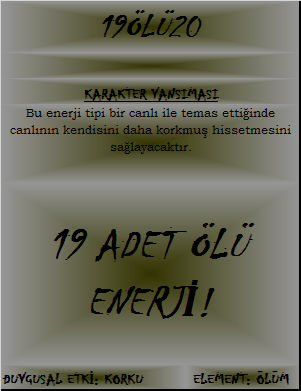 19ÖLÜ20
KARAKTER YANSIMASI
Bu enerji tipi bir canlı ile temas ettiğinde
canlının kendisini daha korkmuş hissetmesini
sağlayacaktır.
19 ADET ÖLÜ
ENERJİ!
DUYGUSAL ETKİ: KORKU ELEMENT: ÖLÜM